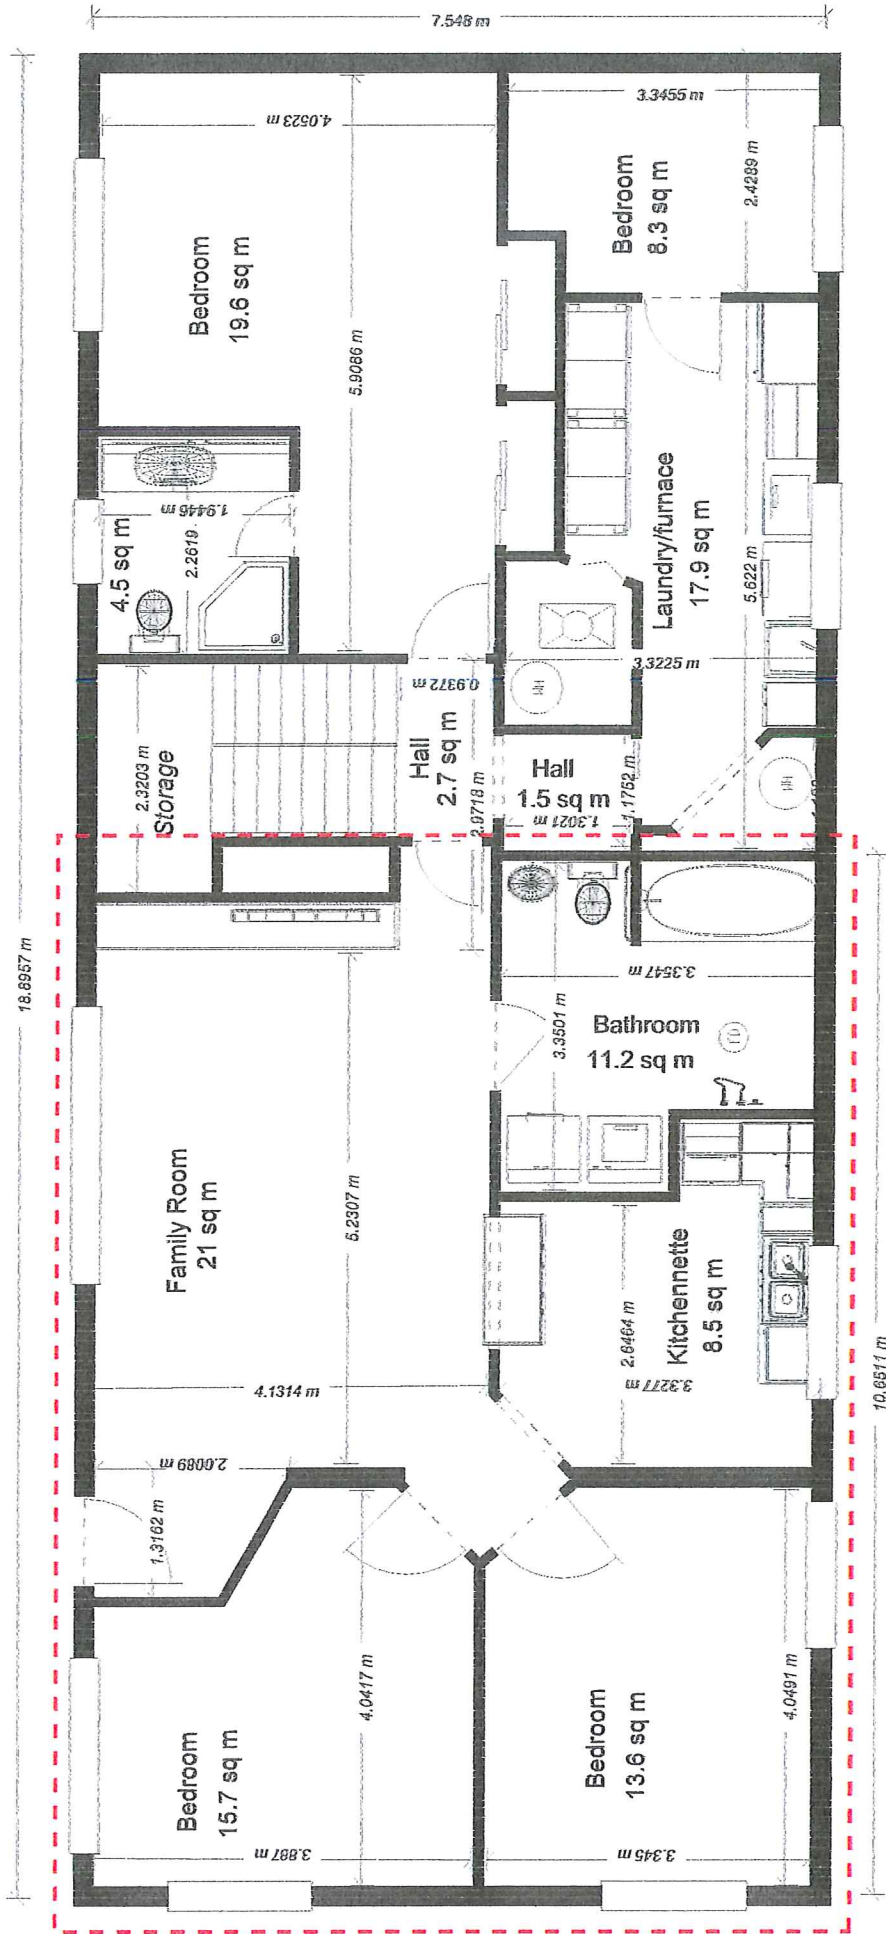 7.548 m
18.8957 m
4.0523 m
3.3455 m
Bedroom
19.6 sq m
Bedroom
8.3 sq m
2.4289 m
5.9086 m
4.5 sq m
1.9446 m
2.2619
Laundry/furnace
17.9 sq m
5.622 m
3.3225 m
WH
0.9372 m
2.3203 m
Storage
Hall
2.7 sq m
2.9718 m
Hall
1.5 sq m
1.3021 m
1.1752 m
WH
3.3547 m
Bathroom
11.2 sq m
3.3501 m
FD
Family Room
21 sq m
5.2307 m
4.1314 m
Kitchennette
8.5 sq m
2.6464 m
3.3277 m
10.6511 m
2.0089 m
1.3162 m
Bedroom
15.7 sq m
4.0417 m
3.887 m
Bedroom
13.6 sq m
4.0491 m
3.345 m